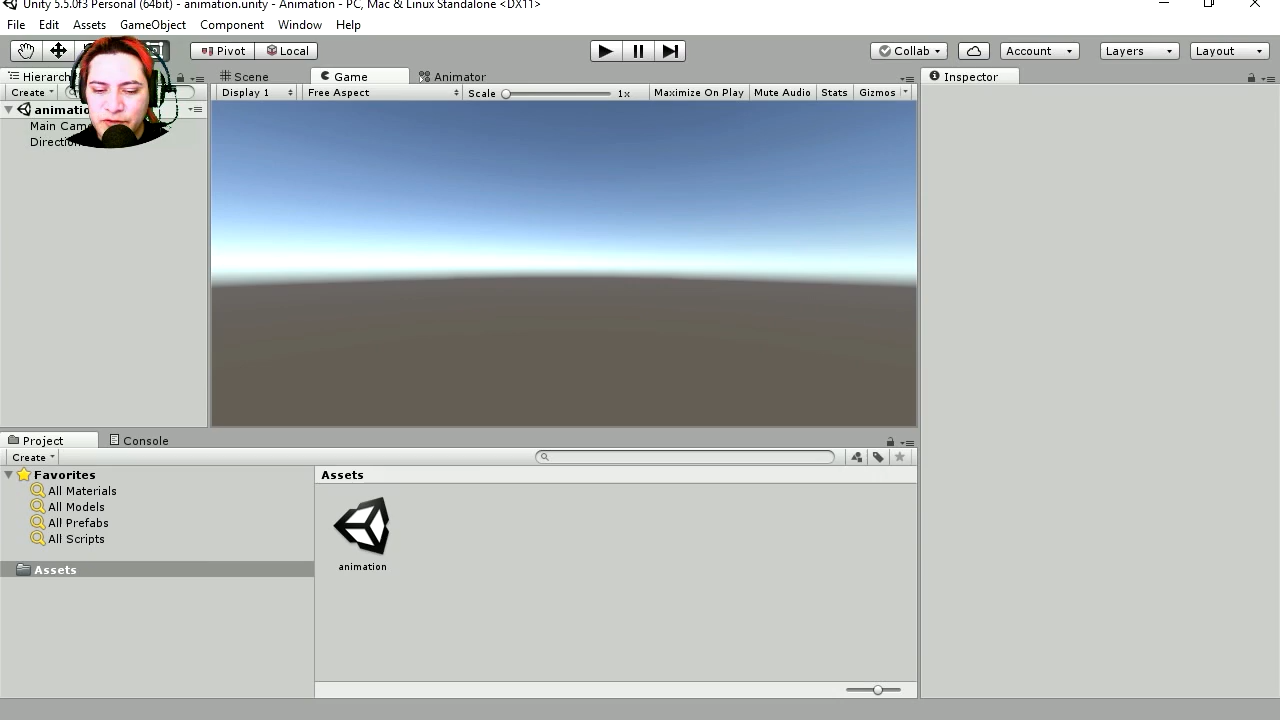 Unity 5.5.0f3 Personal (64bit) - animation.unity - Animation - PC, Mac & Linux Standalone <DX11>
File Edit Assets GameObject Component Window Help
Pivot Local Collab Account Layers Layout
Hierarch Scene Game Animator Inspector
Create Display 1 Free Aspect Scale 1x Maximize On Play Mute Audio Stats Gizmos
animatio
Main Cam
Direction
Project Console
Create
Favorites Assets
All Materials
All Models
All Prefabs
All Scripts
animation
Assets